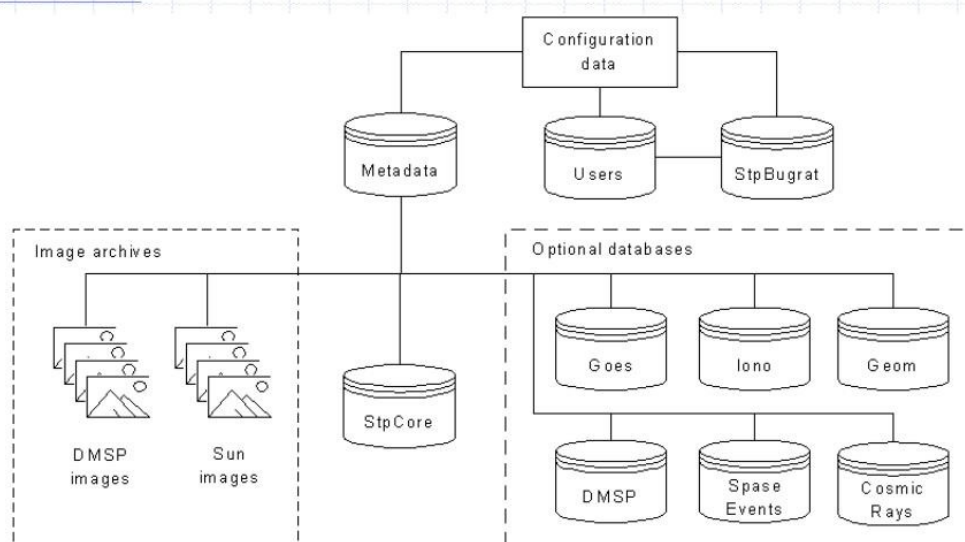 Configuration
data
Metadata
Users
StpBugrat
Image archives
Optional databases
Goes
Iono
Geom
StpCore
DMSP
images
Sun
images
DMSP
Spase
Events
Cosmic
Rays